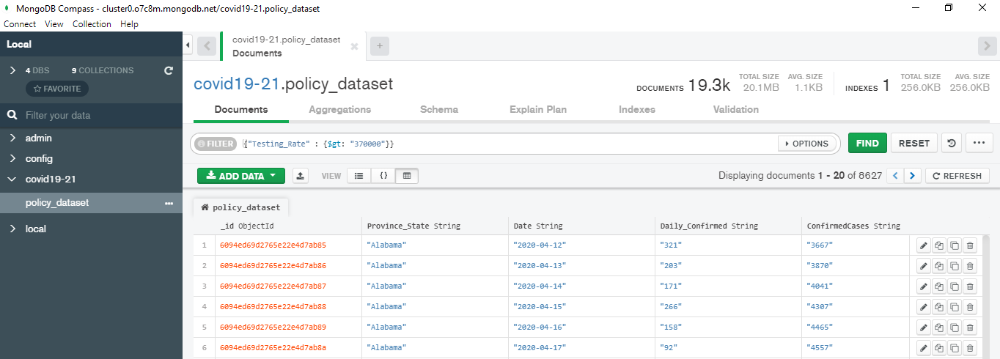 MongoDB Compass - cluster0.o7c8m.mongodb.net/covid19-21.policy_dataset
Connect View Collection Help
Local
4 DBS 9 COLLECTIONS
FAVORITE
Filter your data
admin
config
covid19-21
policy_dataset
local
covid19-21.policy_dataset
Documents
covid19-21.policy_dataset
DOCUMENTS 19.3k TOTAL SIZE 20.1MB AVG. SIZE 1.1KB INDEXES 1 TOTAL SIZE 256.0KB AVG. SIZE 256.0KB
Documents Aggregations Schema Explain Plan Indexes Validation
FILTER {"Testing_Rate" : {$gt: "370000"}} OPTIONS FIND RESET
ADD DATA VIEW {} Displaying documents 1 - 20 of 8627 REFRESH
policy_dataset
_id ObjectId Province_State String Date String Daily_Confirmed String ConfirmedCases String
1 6094ed69d2765e22e4d7ab85 "Alabama" "2020-04-12" "321" "3667"
2 6094ed69d2765e22e4d7ab86 "Alabama" "2020-04-13" "203" "3870"
3 6094ed69d2765e22e4d7ab87 "Alabama" "2020-04-14" "171" "4041"
4 6094ed69d2765e22e4d7ab88 "Alabama" "2020-04-15" "266" "4307"
5 6094ed69d2765e22e4d7ab89 "Alabama" "2020-04-16" "158" "4465"
6 6094ed69d2765e22e4d7ab8a "Alabama" "2020-04-17" "92" "4557"